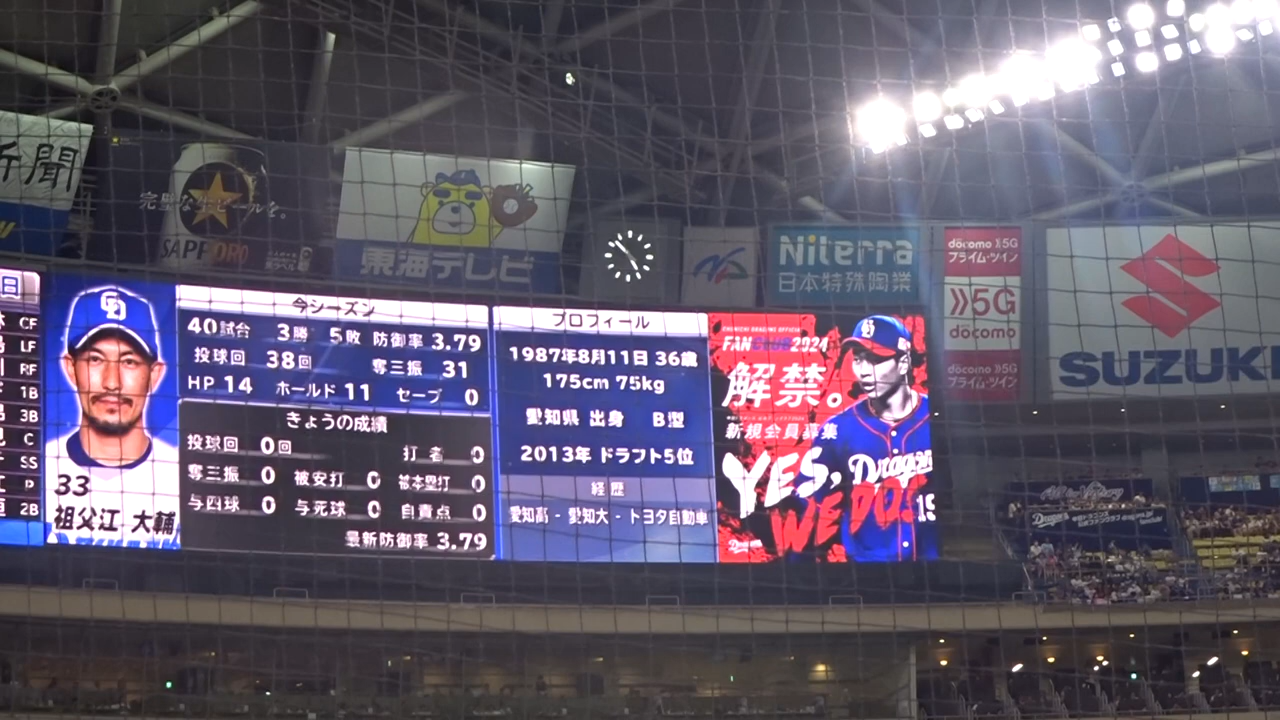 新聞
完璧な生ビールを。
SAPPORO
東海テレビ
Niterra
日本特殊陶業
docomo 5G
プライム・ツイン
5G
docomo
docomo 5G
プライム・ツイン
SUZUKI
CF
LF
RF
1B
3B
C
SS
P
2B
33
祖父江 大輔
今シーズン
40試合 3勝 5敗 防御率 3.79
投球回 38回 奪三振 31
HP 14 ホールド 11 セーブ 0
きょうの成績
投球回 0回 打者 0
奪三振 0 被安打 0 被本塁打 0
与四球 0 与死球 0 自責点 0
最新防御率 3.79
プロフィール
1987年8月11日 36歳
175cm 75kg
愛知県 出身 B型
2013年 ドラフト5位
経歴
愛知高 - 愛知大 - トヨタ自動車
CHUNICHI DRAGONS OFFICIAL
FAN CLUB 2024
解禁。
新規会員募集
YES,
WE DOS
Dragons
19
Dragons